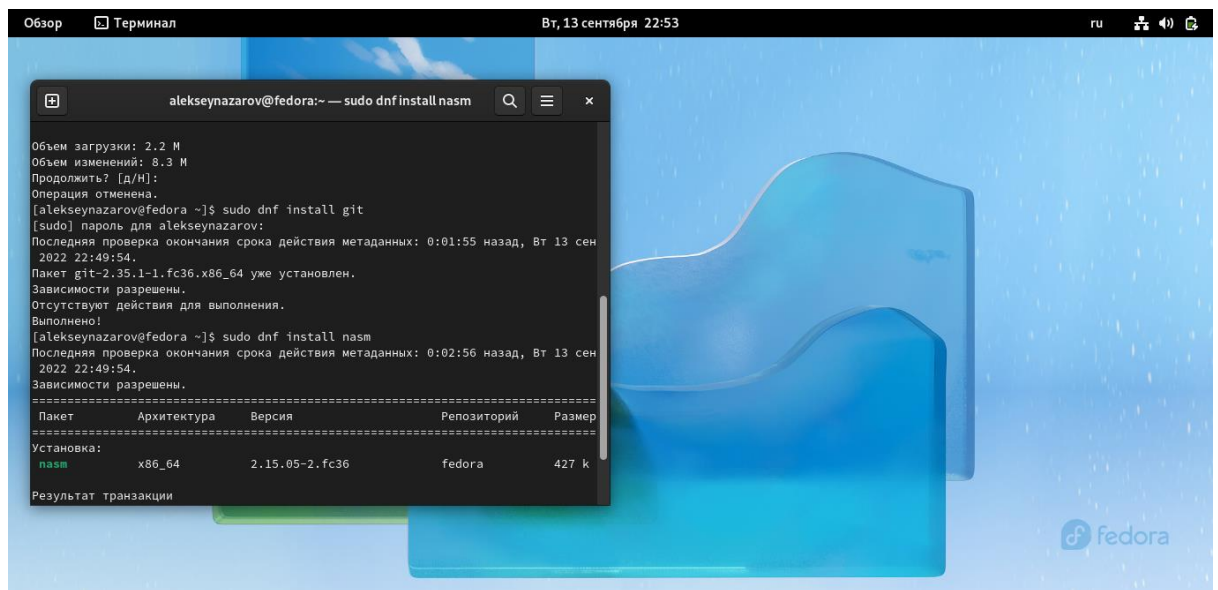 Обзор Терминал Вт, 13 сентября 22:53 ru
alekseynazarov@fedora:~ — sudo dnf install nasm
Объем загрузки: 2.2 M
Объем изменений: 8.3 M
Продолжить? [д/Н]:
Операция отменена.
[alekseynazarov@fedora ~]$ sudo dnf install git
[sudo] пароль для alekseynazarov:
Последняя проверка окончания срока действия метаданных: 0:01:55 назад, Вт 13 сен
2022 22:49:54.
Пакет git-2.35.1-1.fc36.x86_64 уже установлен.
Зависимости разрешены.
Отсутствуют действия для выполнения.
Выполнено!
[alekseynazarov@fedora ~]$ sudo dnf install nasm
Последняя проверка окончания срока действия метаданных: 0:02:56 назад, Вт 13 сен
2022 22:49:54.
Зависимости разрешены.
================================================================================
Пакет Архитектура Версия Репозиторий Размер
================================================================================
Установка:
nasm x86_64 2.15.05-2.fc36 fedora 427 k
Результат транзакции
fedora